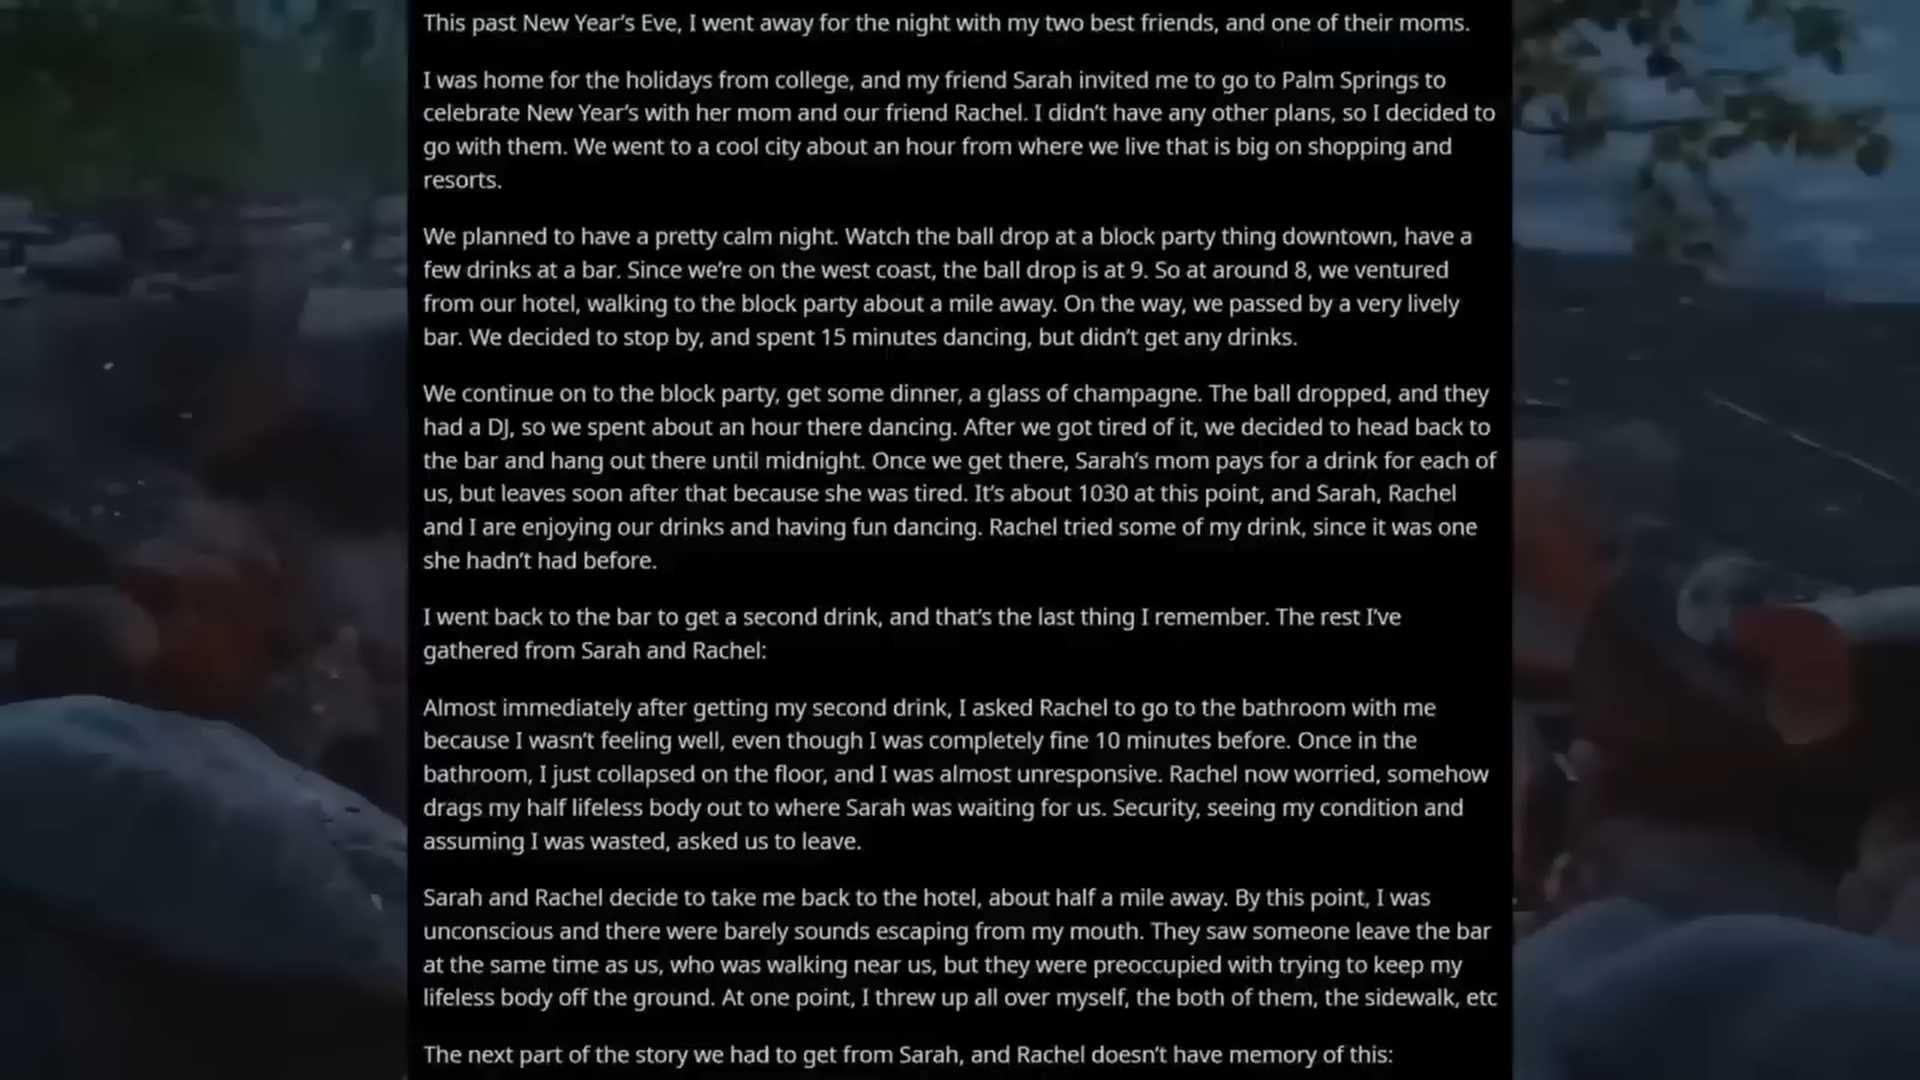 This past New Year’s Eve, I went away for the night with my two best friends, and one of their moms.
I was home for the holidays from college, and my friend Sarah invited me to go to Palm Springs to
celebrate New Year’s with her mom and our friend Rachel. I didn’t have any other plans, so I decided to
go with them. We went to a cool city about an hour from where we live that is big on shopping and
resorts.
We planned to have a pretty calm night. Watch the ball drop at a block party thing downtown, have a
few drinks at a bar. Since we’re on the west coast, the ball drop is at 9. So at around 8, we ventured
from our hotel, walking to the block party about a mile away. On the way, we passed by a very lively
bar. We decided to stop by, and spent 15 minutes dancing, but didn’t get any drinks.
We continue on to the block party, get some dinner, a glass of champagne. The ball dropped, and they
had a DJ, so we spent about an hour there dancing. After we got tired of it, we decided to head back to
the bar and hang out there until midnight. Once we get there, Sarah’s mom pays for a drink for each of
us, but leaves soon after that because she was tired. It’s about 1030 at this point, and Sarah, Rachel
and I are enjoying our drinks and having fun dancing. Rachel tried some of my drink, since it was one
she hadn’t had before.
I went back to the bar to get a second drink, and that’s the last thing I remember. The rest I’ve
gathered from Sarah and Rachel:
Almost immediately after getting my second drink, I asked Rachel to go to the bathroom with me
because I wasn’t feeling well, even though I was completely fine 10 minutes before. Once in the
bathroom, I just collapsed on the floor, and I was almost unresponsive. Rachel now worried, somehow
drags my half lifeless body out to where Sarah was waiting for us. Security, seeing my condition and
assuming I was wasted, asked us to leave.
Sarah and Rachel decide to take me back to the hotel, about half a mile away. By this point, I was
unconscious and there were barely sounds escaping from my mouth. They saw someone leave the bar
at the same time as us, who was walking near us, but they were preoccupied with trying to keep my
lifeless body off the ground. At one point, I threw up all over myself, the both of them, the sidewalk, etc
The next part of the story we had to get from Sarah, and Rachel doesn’t have memory of this: